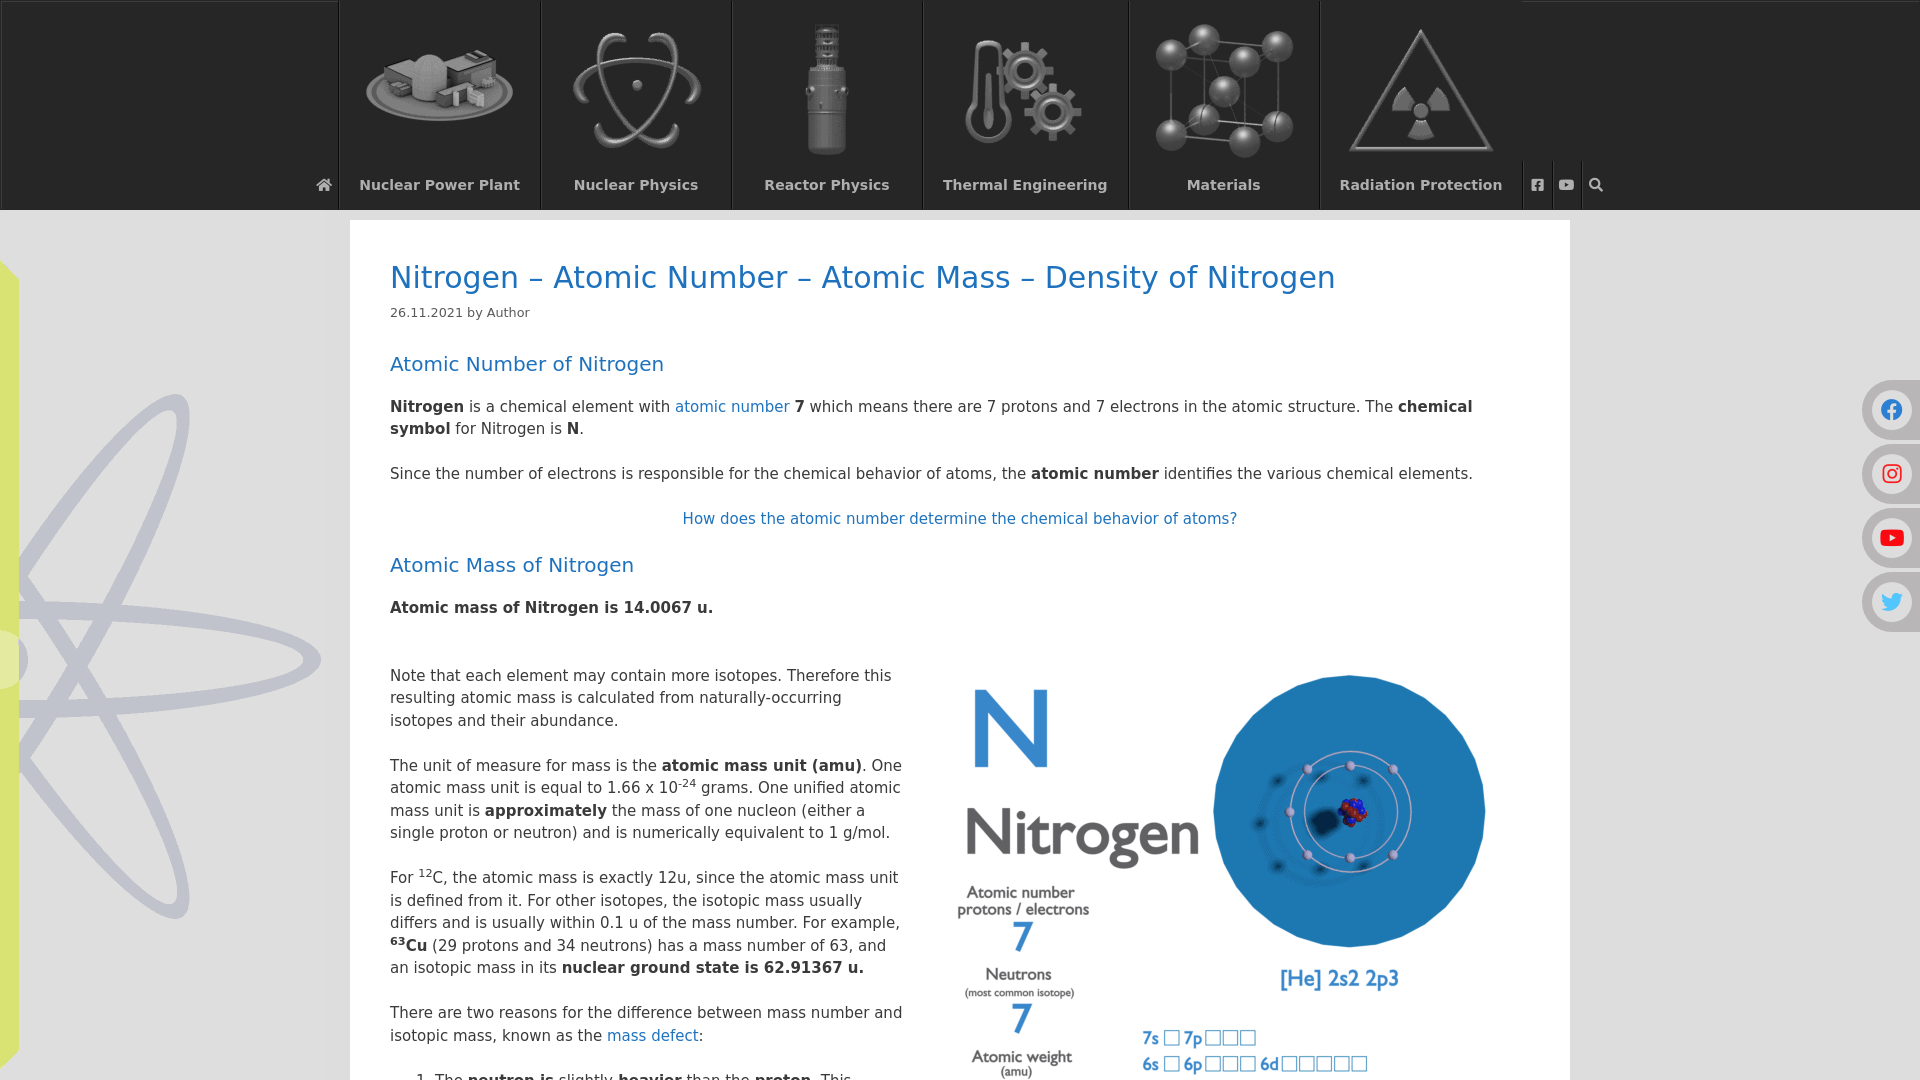 Nuclear Power Plant
Nuclear Physics
Reactor Physics
Thermal Engineering
Materials
Radiation Protection
Nitrogen – Atomic Number – Atomic Mass – Density of Nitrogen
26.11.2021 by Author
Atomic Number of Nitrogen
Nitrogen is a chemical element with atomic number 7 which means there are 7 protons and 7 electrons in the atomic structure. The chemical
symbol for Nitrogen is N.
Since the number of electrons is responsible for the chemical behavior of atoms, the atomic number identifies the various chemical elements.
How does the atomic number determine the chemical behavior of atoms?
Atomic Mass of Nitrogen
Atomic mass of Nitrogen is 14.0067 u.
Note that each element may contain more isotopes. Therefore this
resulting atomic mass is calculated from naturally-occurring
isotopes and their abundance.
The unit of measure for mass is the atomic mass unit (amu). One
atomic mass unit is equal to 1.66 x 10-24 grams. One unified atomic
mass unit is approximately the mass of one nucleon (either a
single proton or neutron) and is numerically equivalent to 1 g/mol.
For 12C, the atomic mass is exactly 12u, since the atomic mass unit
is defined from it. For other isotopes, the isotopic mass usually
differs and is usually within 0.1 u of the mass number. For example,
63Cu (29 protons and 34 neutrons) has a mass number of 63, and
an isotopic mass in its nuclear ground state is 62.91367 u.
There are two reasons for the difference between mass number and
isotopic mass, known as the mass defect:
1. The neutron is slightly heavier than the proton. This
N
Nitrogen
Atomic number
protons / electrons
7
Neutrons
(most common isotope)
7
Atomic weight
(amu)
[He] 2s2 2p3
7s 7p
6s 6p 6d